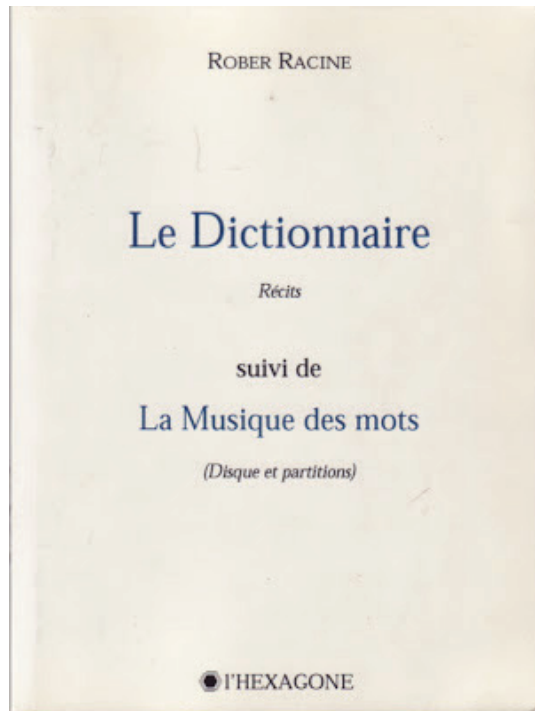 ROBER RACINE
Le Dictionnaire
Récits
suivi de
La Musique des mots
(Disque et partitions)
l'HEXAGONE